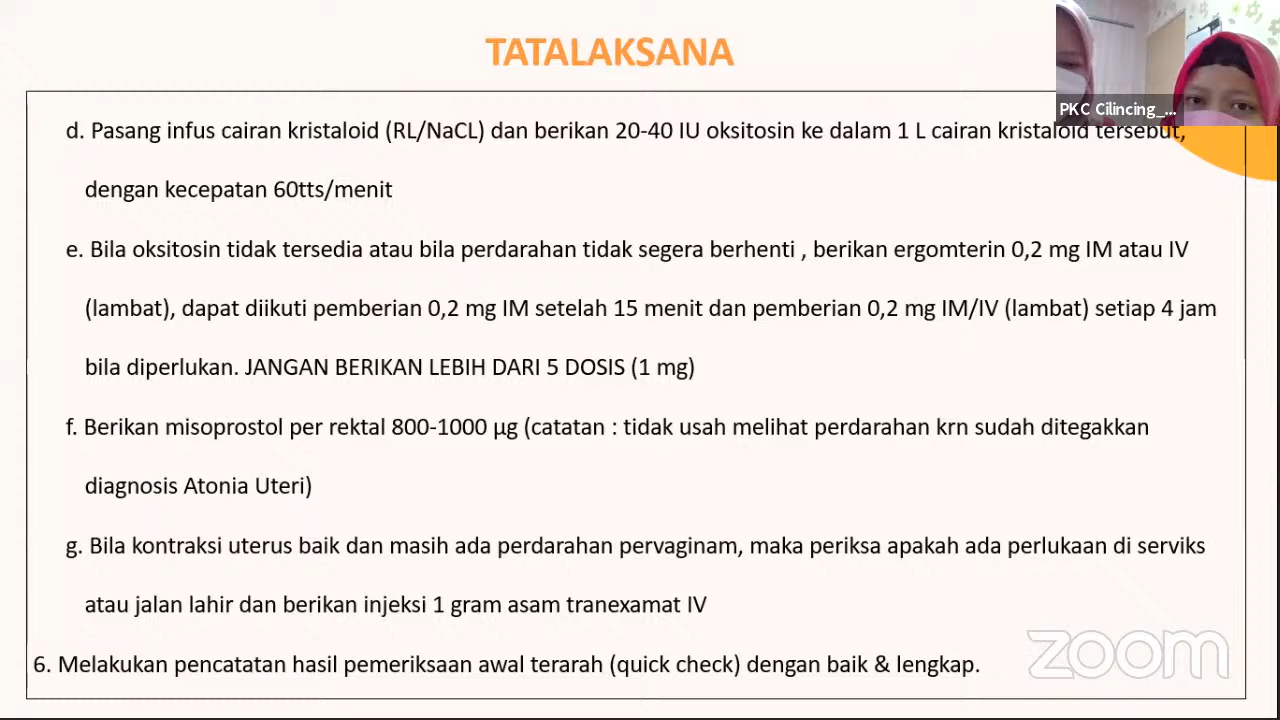 TATALAKSANA
PKC Cilincing_...
d. Pasang infus cairan kristaloid (RL/NaCL) dan berikan 20-40 IU oksitosin ke dalam 1 L cairan kristaloid tersebut,
dengan kecepatan 60tts/menit
e. Bila oksitosin tidak tersedia atau bila perdarahan tidak segera berhenti , berikan ergomterin 0,2 mg IM atau IV
(lambat), dapat diikuti pemberian 0,2 mg IM setelah 15 menit dan pemberian 0,2 mg IM/IV (lambat) setiap 4 jam
bila diperlukan. JANGAN BERIKAN LEBIH DARI 5 DOSIS (1 mg)
f. Berikan misoprostol per rektal 800-1000 µg (catatan : tidak usah melihat perdarahan krn sudah ditegakkan
diagnosis Atonia Uteri)
g. Bila kontraksi uterus baik dan masih ada perdarahan pervaginam, maka periksa apakah ada perlukaan di serviks
atau jalan lahir dan berikan injeksi 1 gram asam tranexamat IV
6. Melakukan pencatatan hasil pemeriksaan awal terarah (quick check) dengan baik & lengkap.
zoom